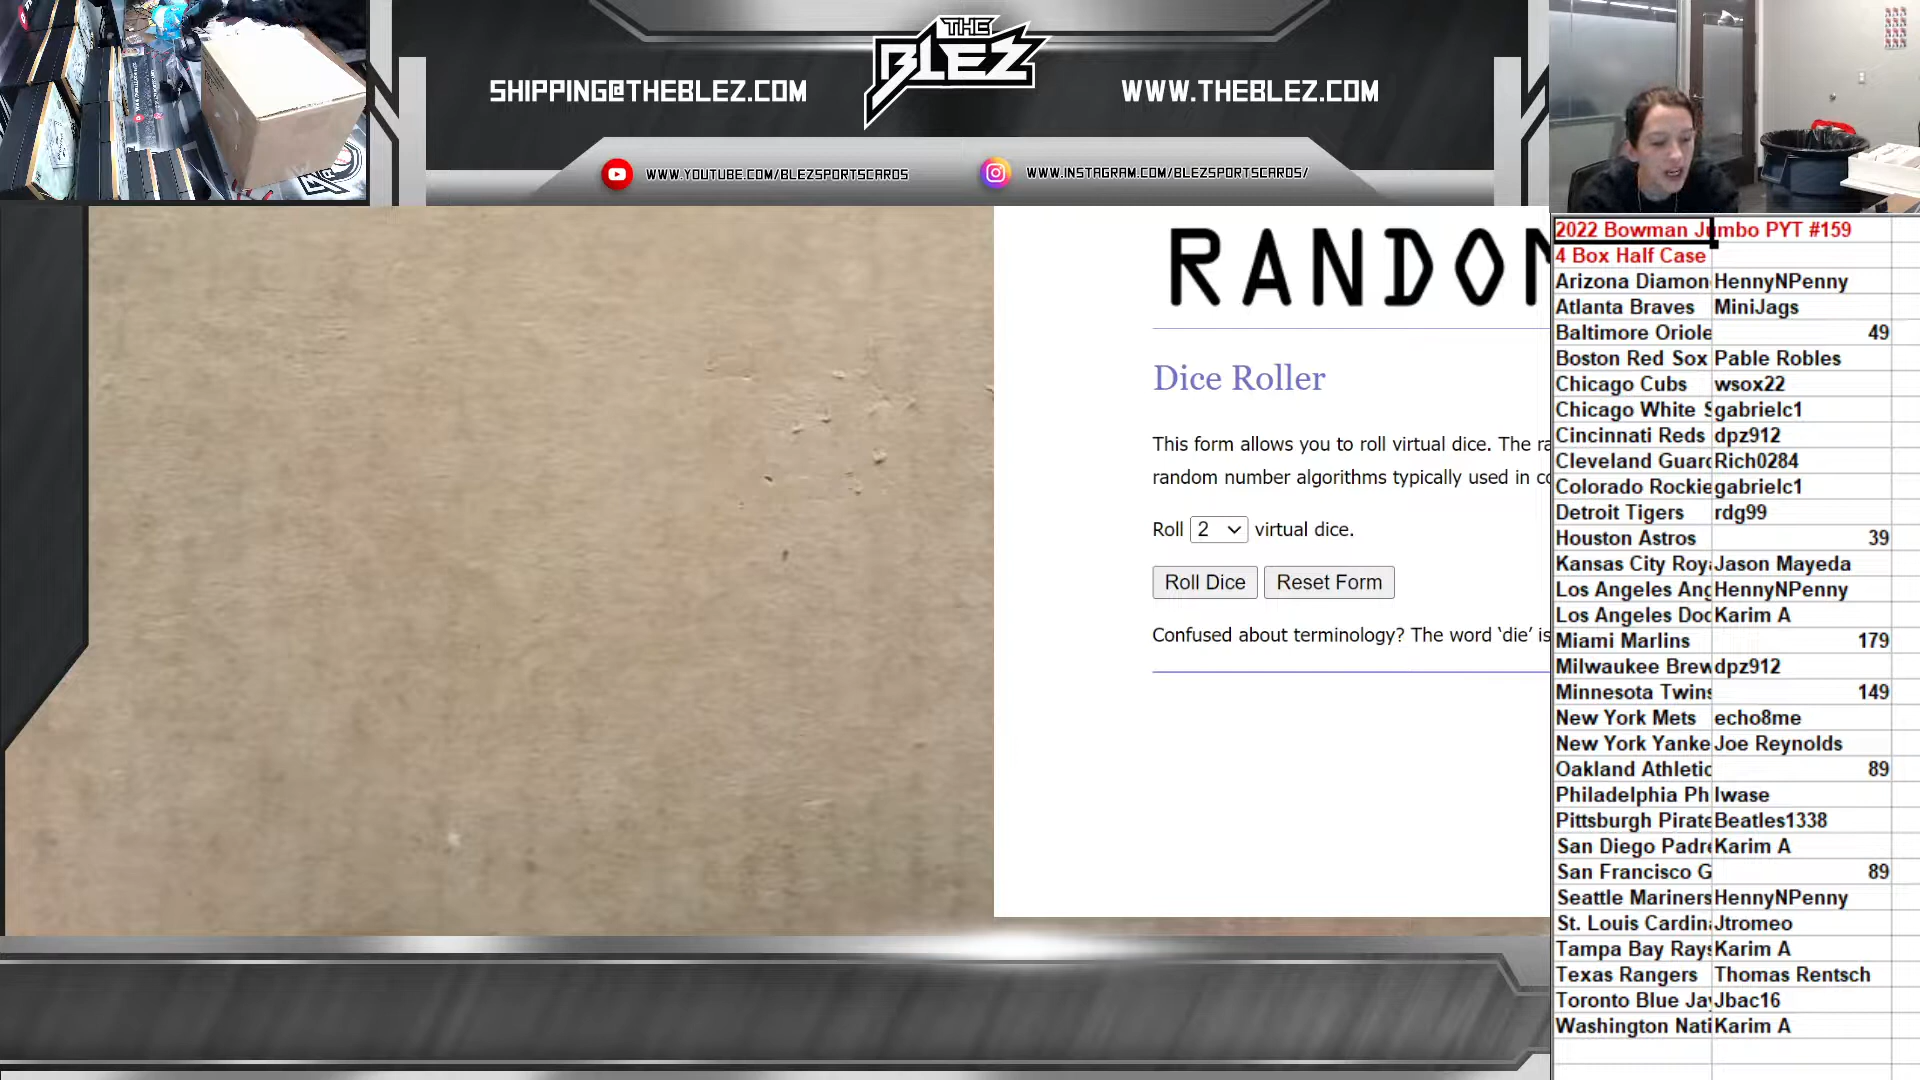 THE
BLEZ
SHIPPING@THEBLEZ.COM
WWW.THEBLEZ.COM
WWW.YOUTUBE.COM/BLEZSPORTSCARDS
WWW.INSTAGRAM.COM/BLEZSPORTSCARDS/
RANDOM
Dice Roller
This form allows you to roll virtual dice. The ra
random number algorithms typically used in co
Roll 2 virtual dice.
Roll Dice Reset Form
Confused about terminology? The word ‘die’ is
2022 Bowman Jumbo PYT #159
4 Box Half Case
Arizona Diamon HennyNPenny
Atlanta Braves MiniJags
Baltimore Oriole 49
Boston Red Sox Pable Robles
Chicago Cubs wsox22
Chicago White S gabrielc1
Cincinnati Reds dpz912
Cleveland Guard Rich0284
Colorado Rockie gabrielc1
Detroit Tigers rdg99
Houston Astros 39
Kansas City Roya Jason Mayeda
Los Angeles Ang HennyNPenny
Los Angeles Dod Karim A
Miami Marlins 179
Milwaukee Brew dpz912
Minnesota Twins 149
New York Mets echo8me
New York Yanke Joe Reynolds
Oakland Athletic 89
Philadelphia Ph lwase
Pittsburgh Pirate Beatles1338
San Diego Padre Karim A
San Francisco G 89
Seattle Mariners HennyNPenny
St. Louis Cardina Jtromeo
Tampa Bay Rays Karim A
Texas Rangers Thomas Rentsch
Toronto Blue Jay Jbac16
Washington Nati Karim A